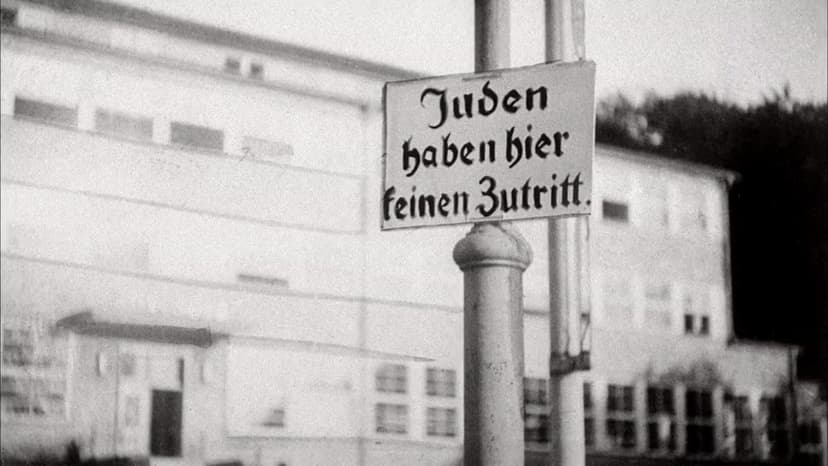 Juden
haben hier
keinen Zutritt.